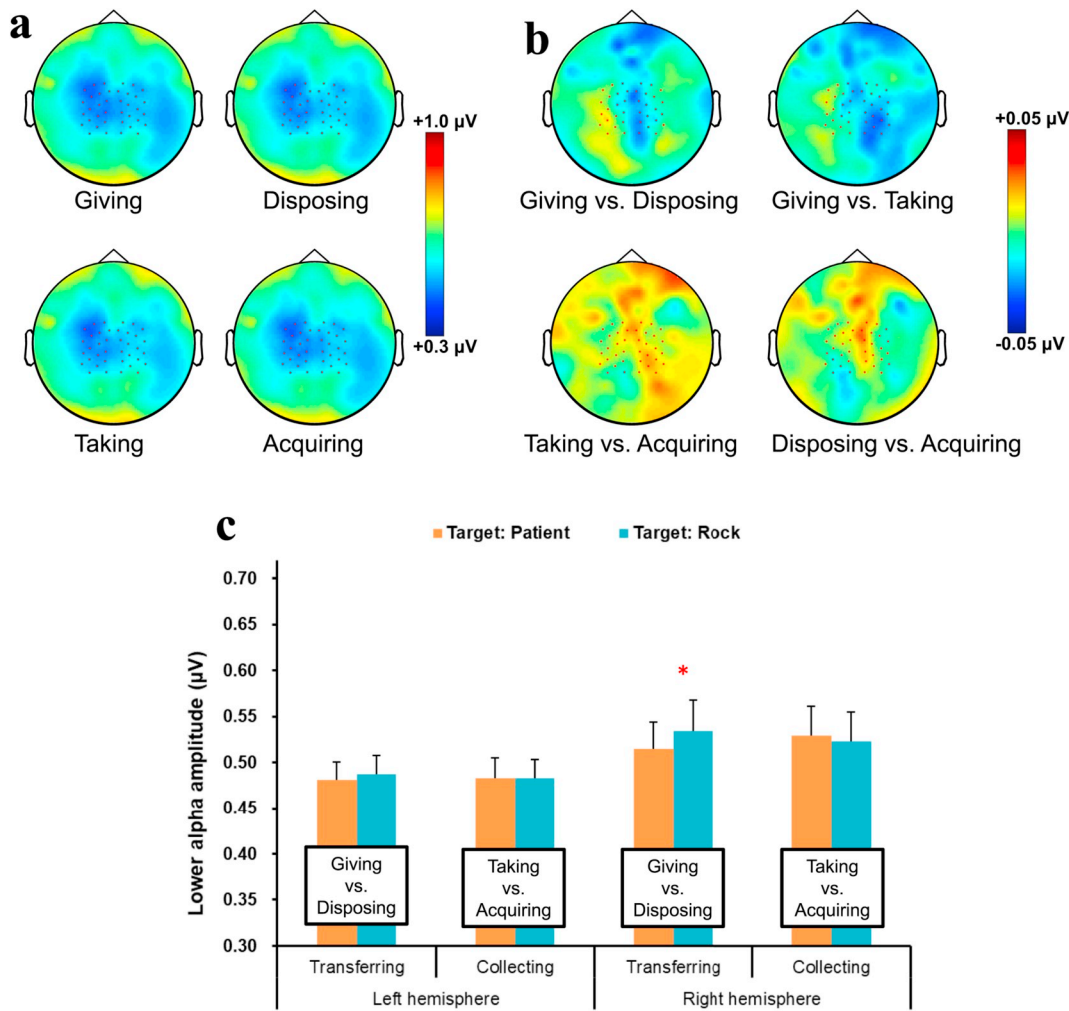 a
Giving
Disposing
+1.0 µV
+0.3 µV
Taking
Acquiring
b
Giving vs. Disposing
Giving vs. Taking
+0.05 µV
-0.05 µV
Taking vs. Acquiring
Disposing vs. Acquiring
c
Target: Patient
Target: Rock
Lower alpha amplitude (µV)
0.70
0.65
0.60
0.55
0.50
0.45
0.40
0.35
0.30
*
Giving
vs.
Disposing
Taking
vs.
Acquiring
Giving
vs.
Disposing
Taking
vs.
Acquiring
Transferring
Collecting
Transferring
Collecting
Left hemisphere
Right hemisphere